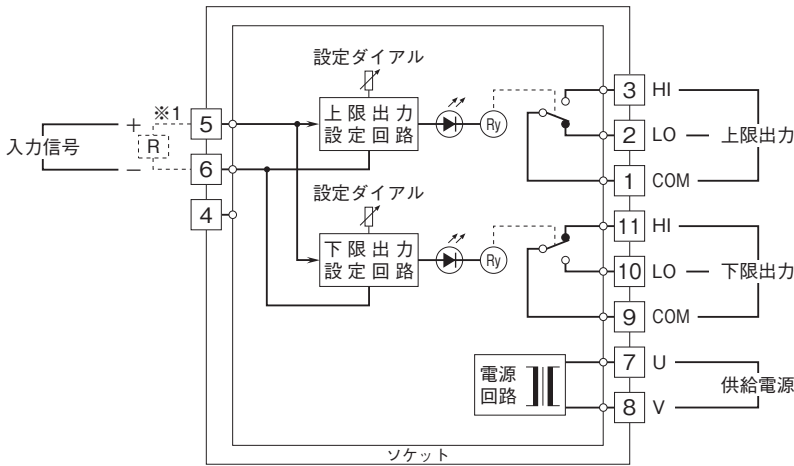 設定ダイアル
上限出力
設定回路
Ry
※1
+
R
−
入力信号
5
6
4
設定ダイアル
下限出力
設定回路
Ry
3 HI
2 LO
1 COM
上限出力
11 HI
10 LO
9 COM
下限出力
電源
回路
7 U
8 V
供給電源
ソケット